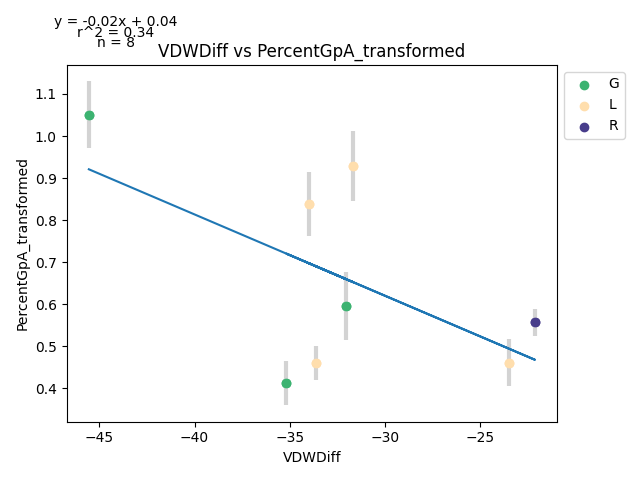 y = -0.02x + 0.04
r^2 = 0.34
n = 8
VDWDiff vs PercentGpA_transformed
G
L
R
PercentGpA_transformed
1.1
1.0
0.9
0.8
0.7
0.6
0.5
0.4
−45
−40
−35
−30
−25
VDWDiff